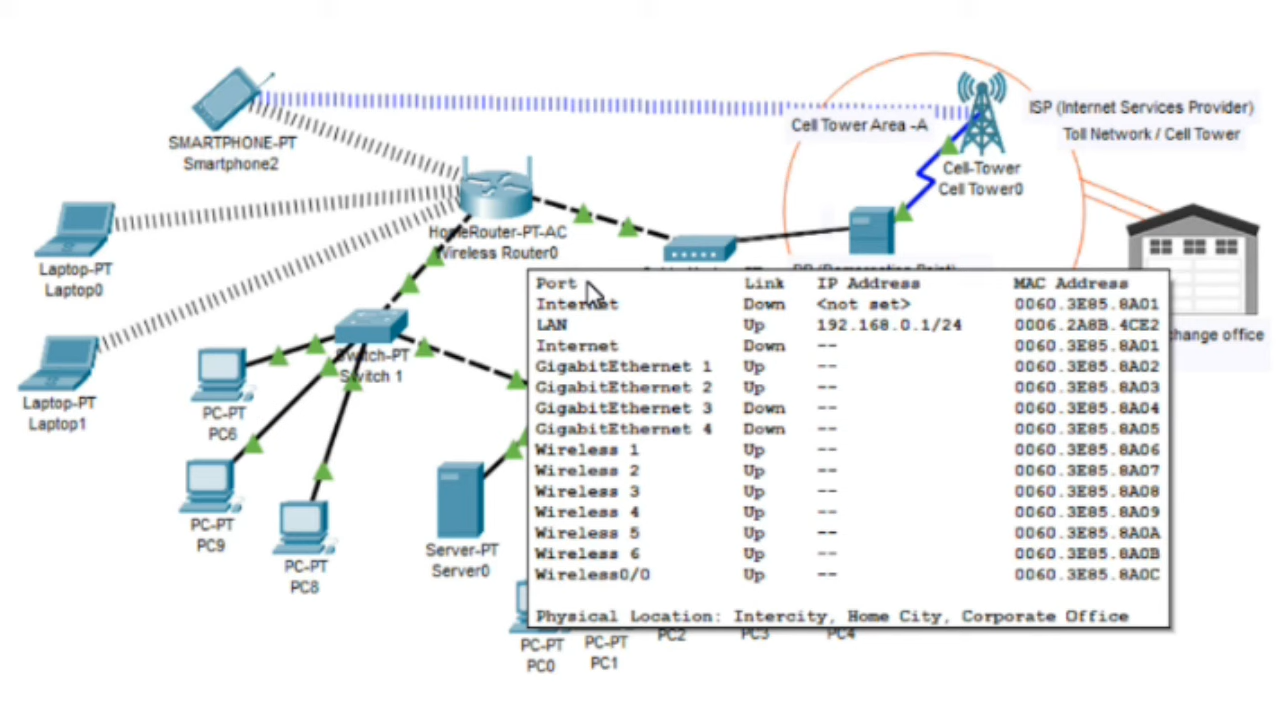 Cell Tower Area -A
ISP (Internet Services Provider)
Toll Network / Cell Tower
SMARTPHONE-PT
Smartphone2
Cell-Tower
Cell Tower0
HomeRouter-PT-AC
Wireless Router0
Laptop-PT
Laptop0
change office
Switch-PT
Switch 1
Laptop-PT
Laptop1
PC-PT
PC6
PC-PT
PC9
PC-PT
PC8
Server-PT
Server0
Port Link IP Address MAC Address
Internet Down <not set> 0060.3E85.8A01
LAN Up 192.168.0.1/24 0006.2A8B.4CE2
Internet Down -- 0060.3E85.8A01
GigabitEthernet 1 Up -- 0060.3E85.8A02
GigabitEthernet 2 Up -- 0060.3E85.8A03
GigabitEthernet 3 Down -- 0060.3E85.8A04
GigabitEthernet 4 Down -- 0060.3E85.8A05
Wireless 1 Up -- 0060.3E85.8A06
Wireless 2 Up -- 0060.3E85.8A07
Wireless 3 Up -- 0060.3E85.8A08
Wireless 4 Up -- 0060.3E85.8A09
Wireless 5 Up -- 0060.3E85.8A0A
Wireless 6 Up -- 0060.3E85.8A0B
Wireless0/0 Up -- 0060.3E85.8A0C
Physical Location: Intercity, Home City, Corporate Office
PC-PT
PC0
PC-PT
PC1
PC2
PC3
PC4